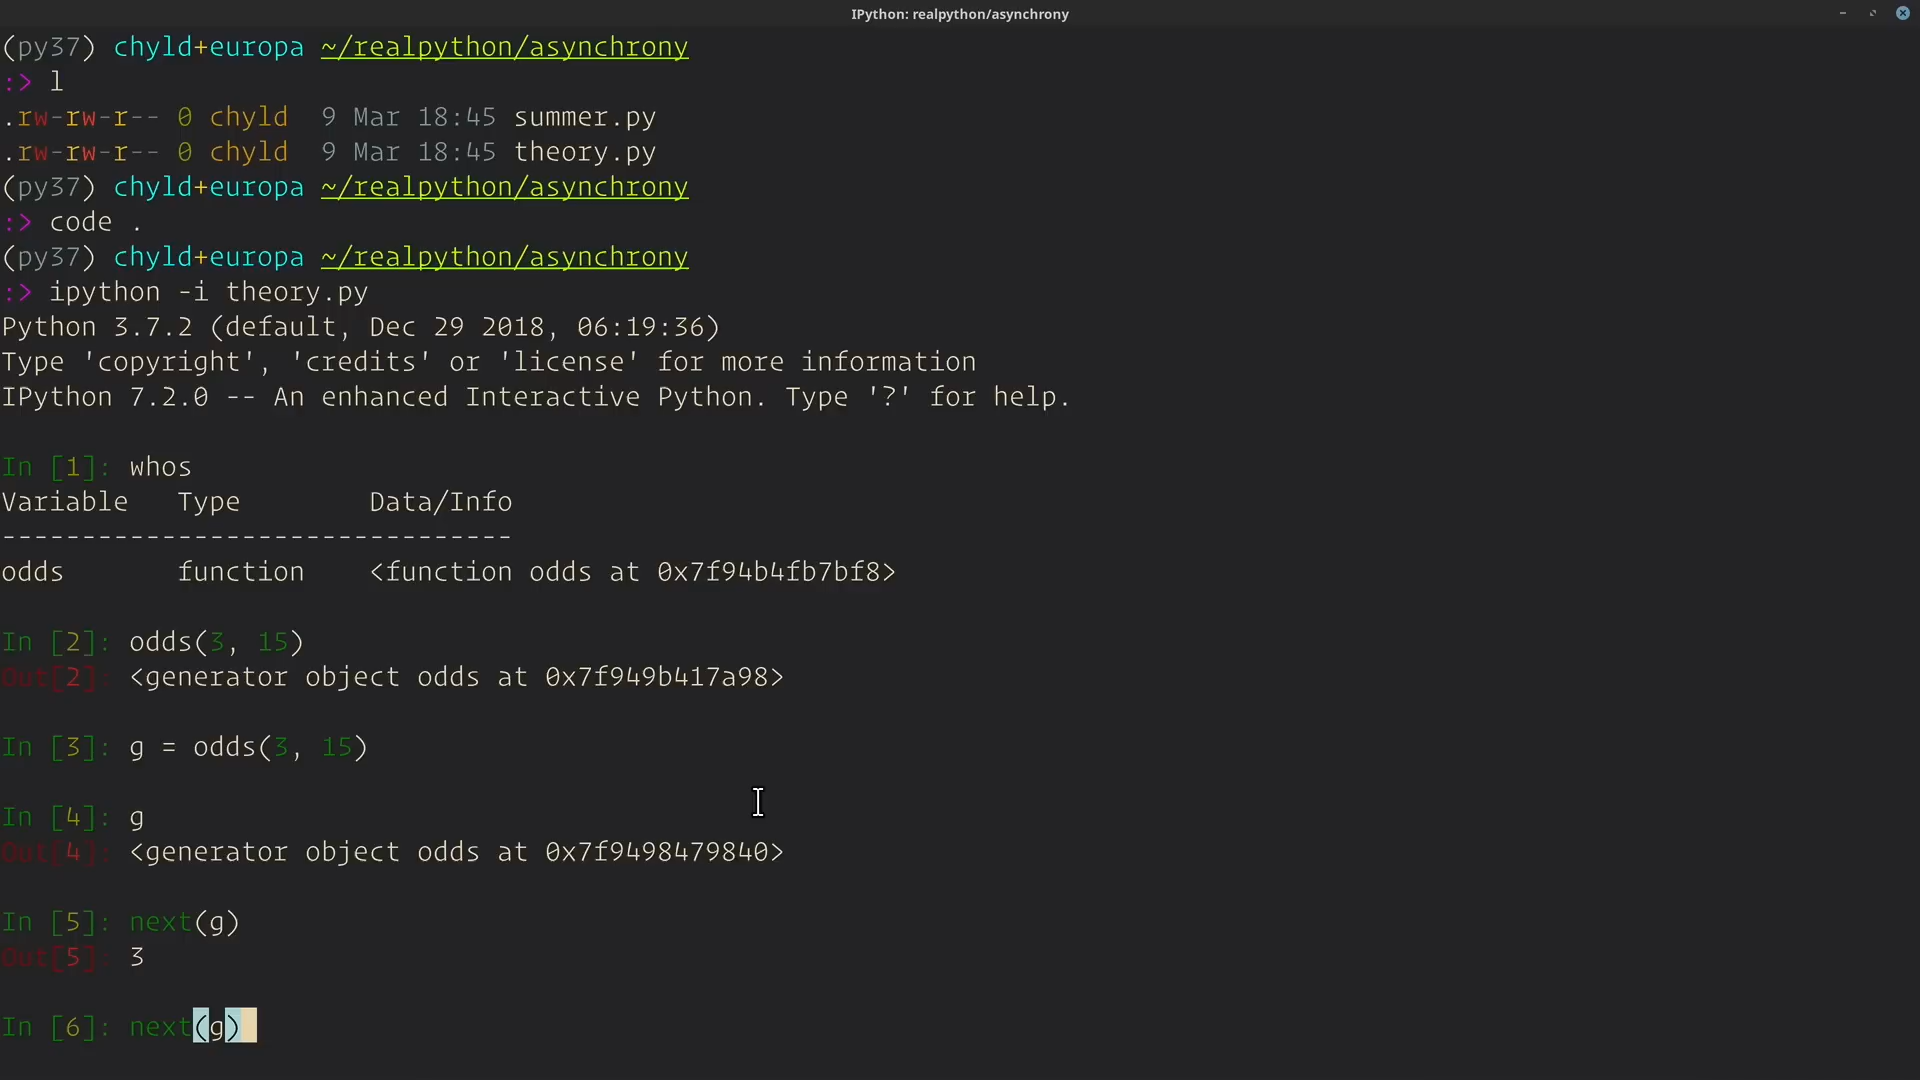 IPython: realpython/asynchrony
(py37) chyld+europa ~/realpython/asynchrony
:> l
.rw-rw-r-- 0 chyld  9 Mar 18:45 summer.py
.rw-rw-r-- 0 chyld  9 Mar 18:45 theory.py
(py37) chyld+europa ~/realpython/asynchrony
:> code .
(py37) chyld+europa ~/realpython/asynchrony
:> ipython -i theory.py
Python 3.7.2 (default, Dec 29 2018, 06:19:36)
Type 'copyright', 'credits' or 'license' for more information
IPython 7.2.0 -- An enhanced Interactive Python. Type '?' for help.
In [1]: whos
Variable   Type        Data/Info
--------------------------------
odds       function    <function odds at 0x7f94b4fb7bf8>
In [2]: odds(3, 15)
Out[2]: <generator object odds at 0x7f949b417a98>
In [3]: g = odds(3, 15)
In [4]: g
Out[4]: <generator object odds at 0x7f9498479840>
In [5]: next(g)
Out[5]: 3
In [6]: next(g)